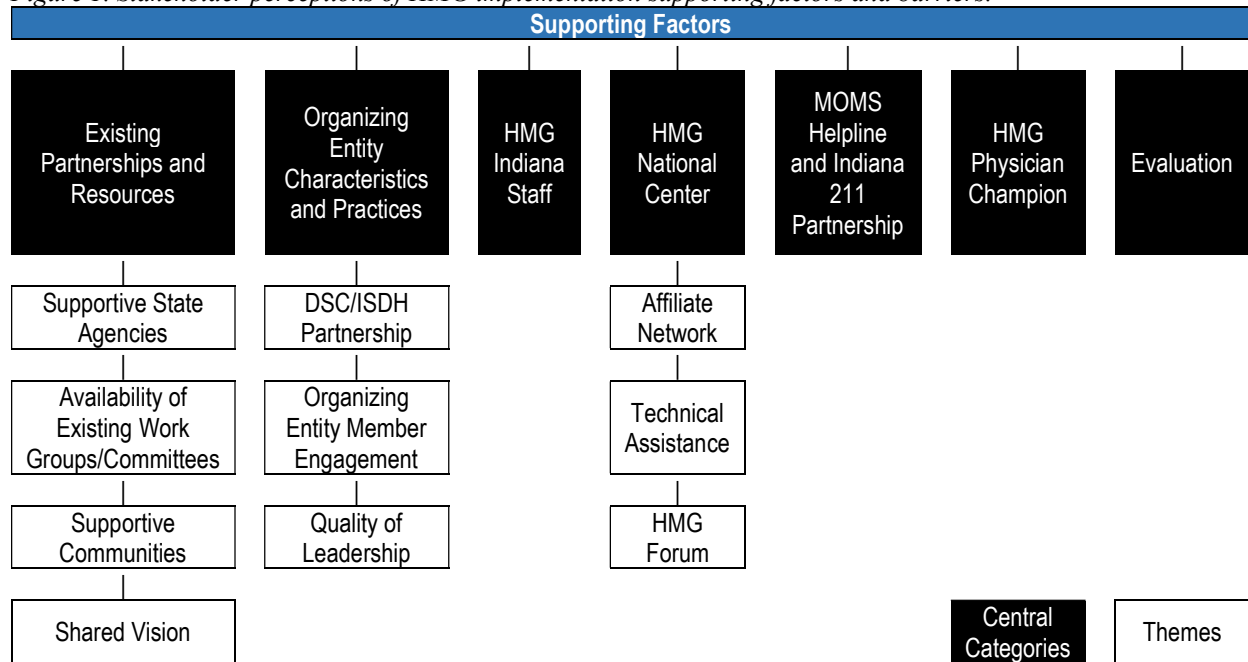 Figure 1. Stakeholder perceptions of HMG implementation supporting factors and barriers.
Supporting Factors
Existing
Partnerships and
Resources
Organizing
Entity
Characteristics
and Practices
HMG
Indiana
Staff
HMG
National
Center
MOMS
Helpline
and Indiana
211
Partnership
HMG
Physician
Champion
Evaluation
Supportive State
Agencies
DSC/ISDH
Partnership
Affiliate
Network
Availability of
Existing Work
Groups/Committees
Organizing
Entity Member
Engagement
Technical
Assistance
Supportive
Communities
Quality of
Leadership
HMG
Forum
Shared Vision
Central
Categories
Themes